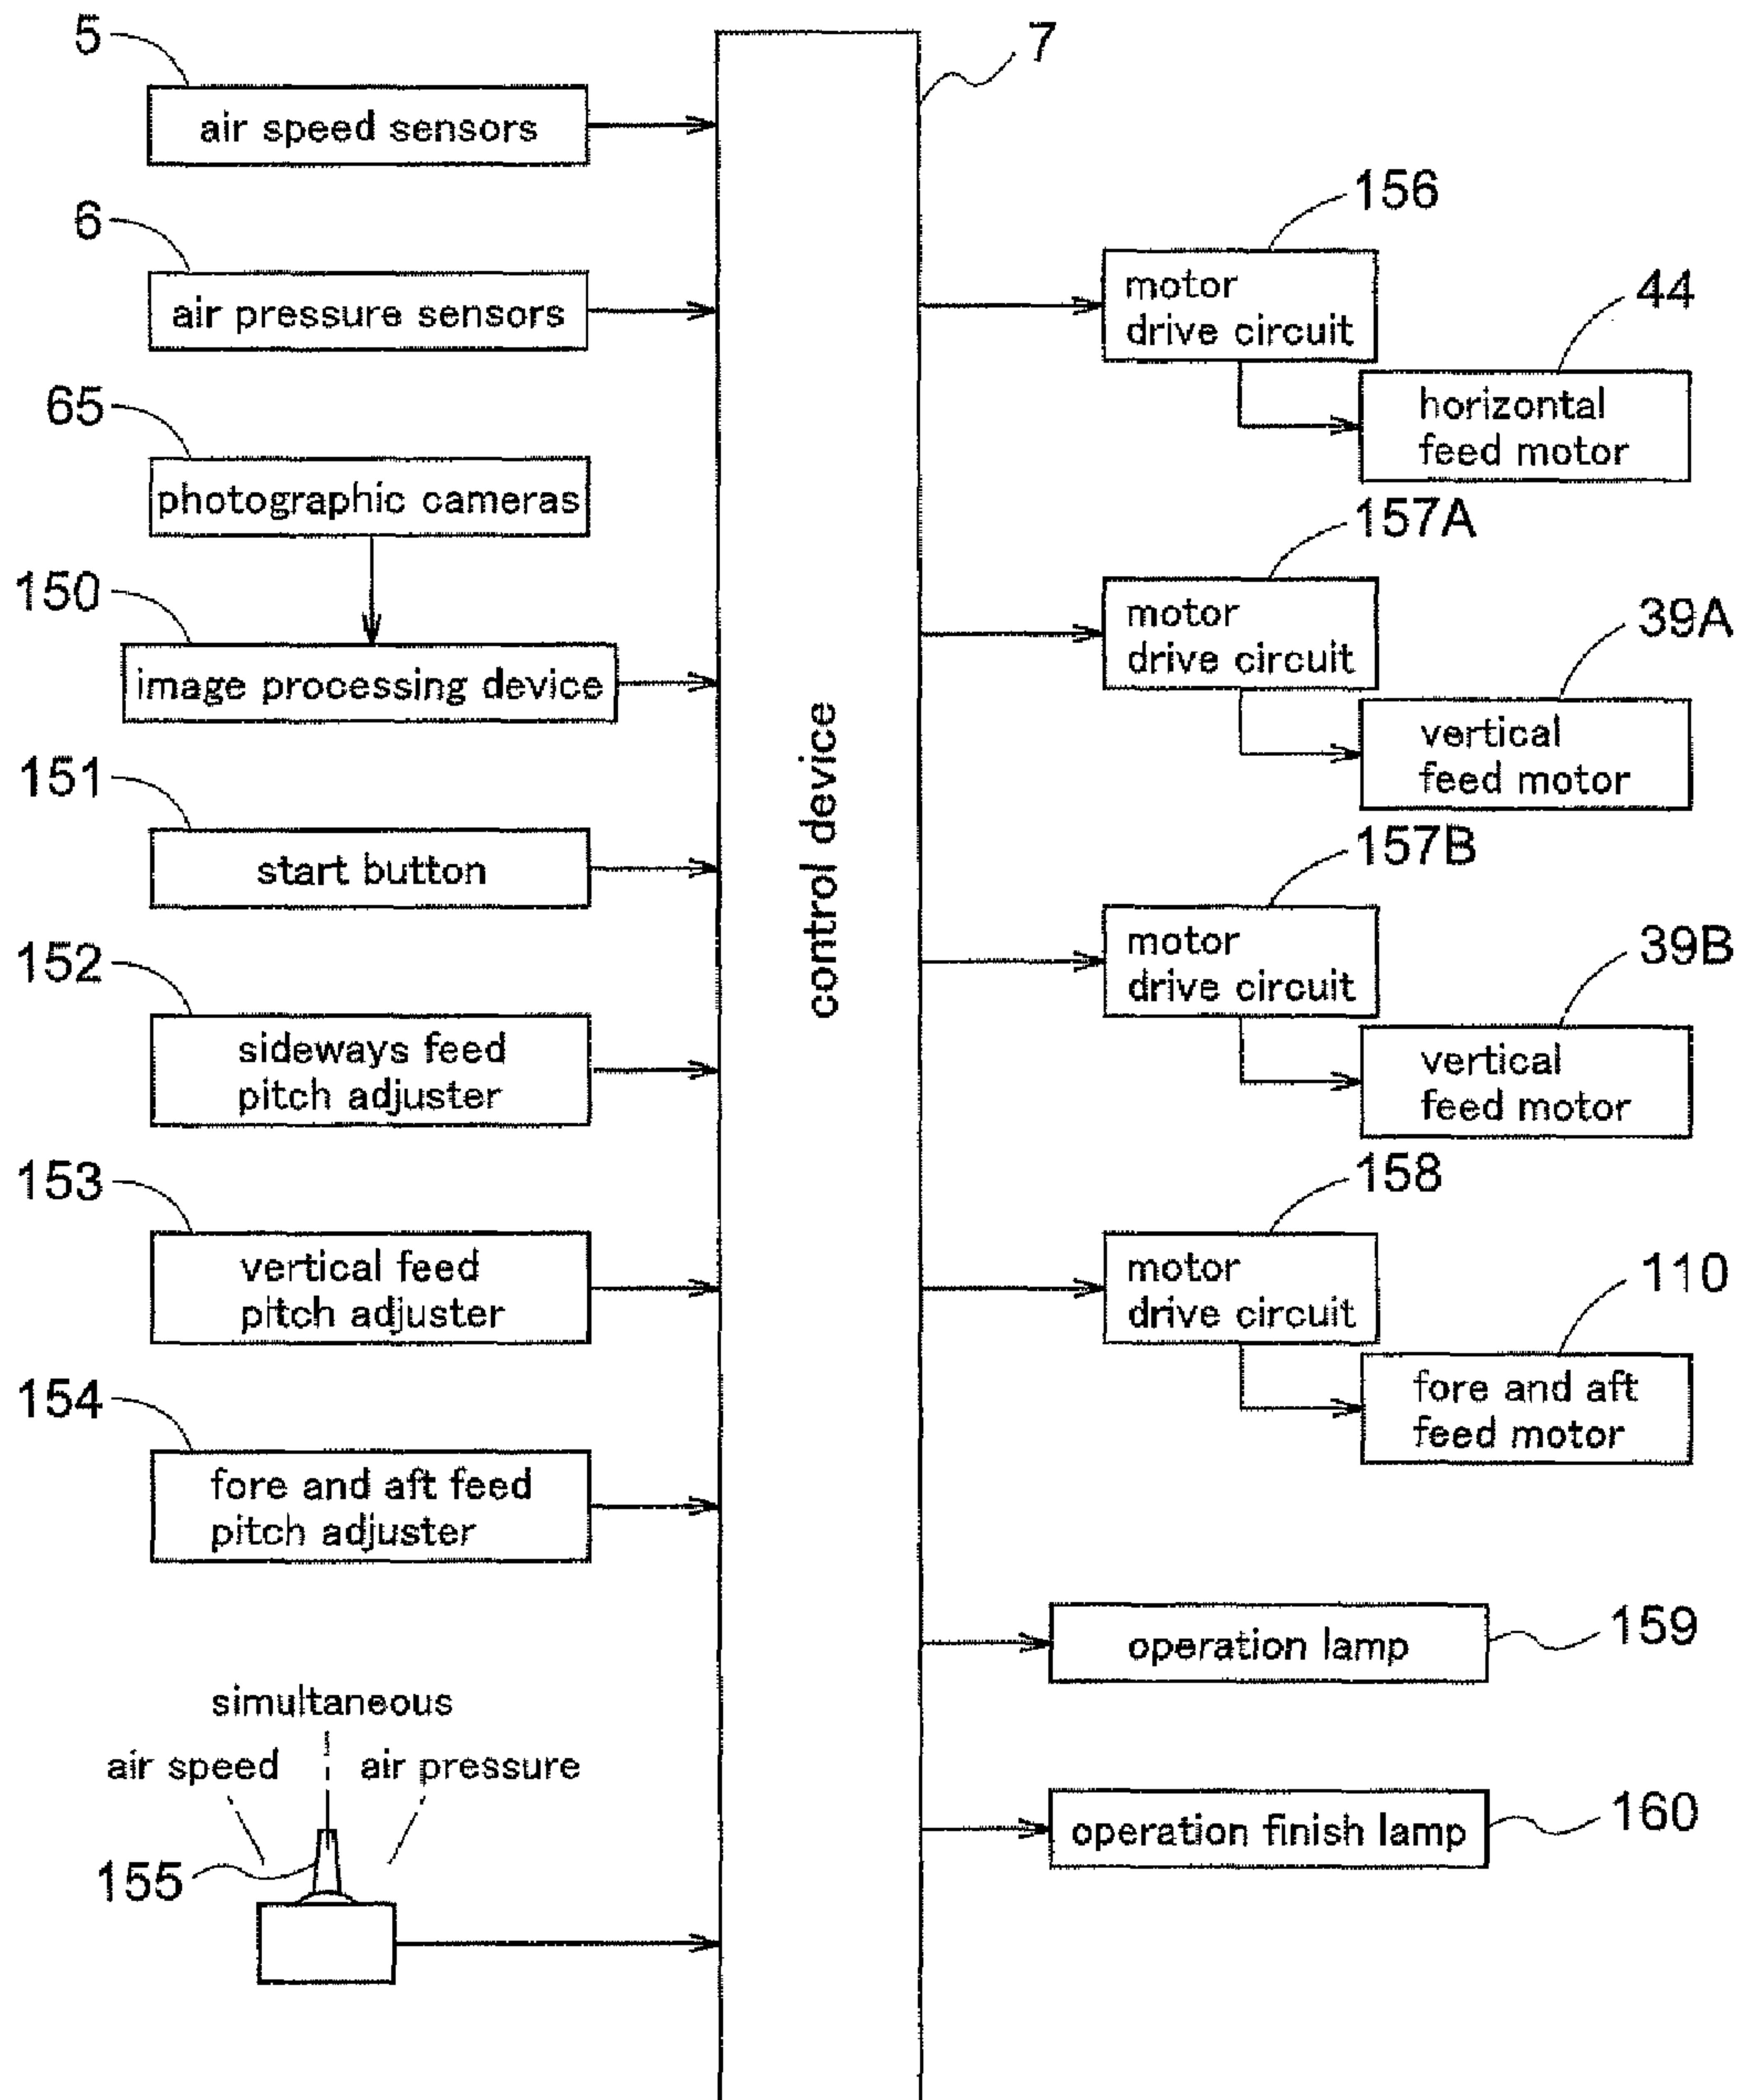 5
air speed sensors
6
air pressure sensors
65
photographic cameras
150
image processing device
151
start button
152
sideways feed
pitch adjuster
153
vertical feed
pitch adjuster
154
fore and aft feed
pitch adjuster
simultaneous
air speed
air pressure
155
7
control device
156
motor
drive circuit
44
horizontal
feed motor
157A
motor
drive circuit
39A
vertical
feed motor
157B
motor
drive circuit
39B
vertical
feed motor
158
motor
drive circuit
110
fore and aft
feed motor
operation lamp
159
operation finish lamp
160